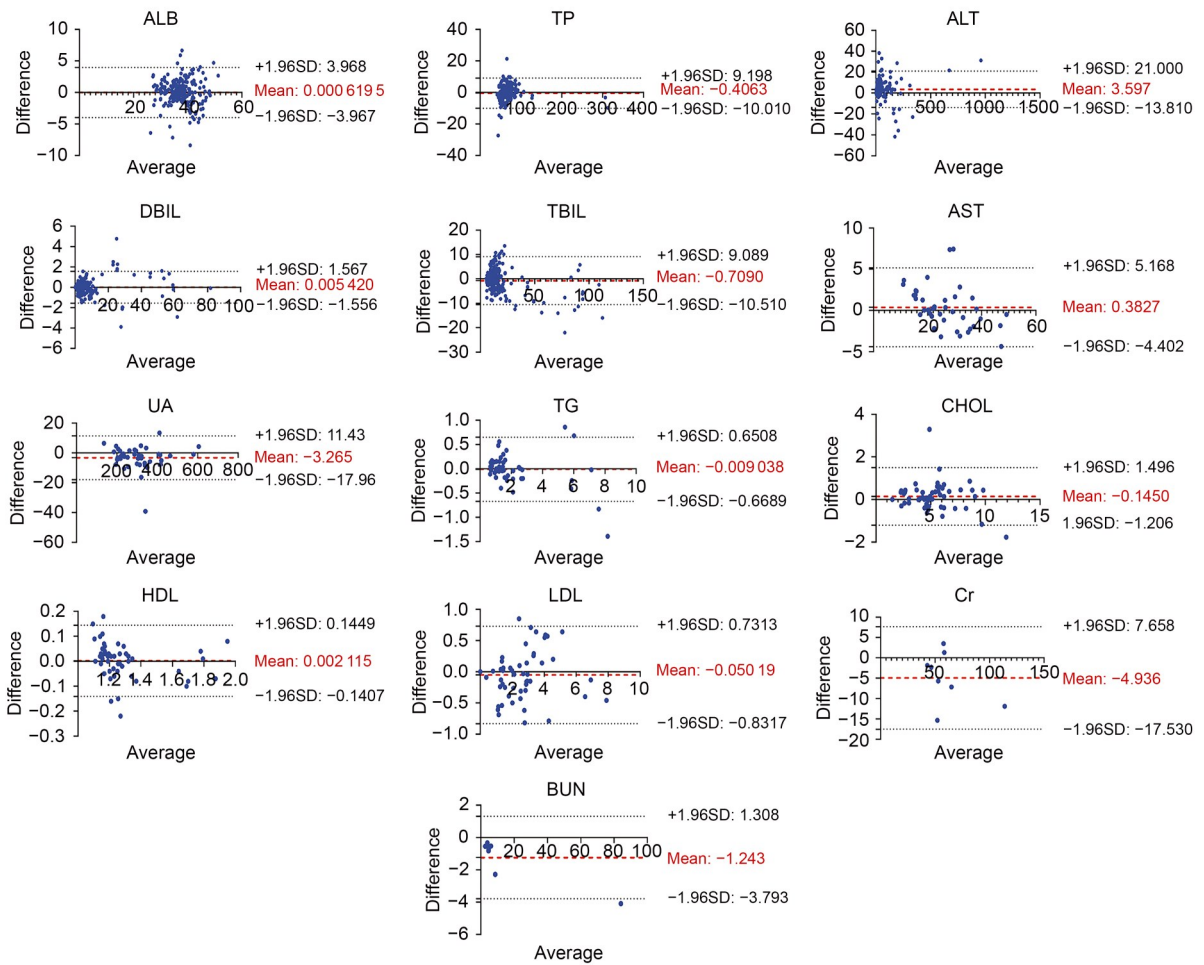 ALB
10
5
0
−5
−10
20
40
60
Difference
Average
+1.96SD: 3.968
Mean: 0.000 619 5
−1.96SD: −3.967
TP
40
20
0
−20
−40
100
200
300
400
Difference
Average
+1.96SD: 9.198
Mean: −0.4063
−1.96SD: −10.010
ALT
60
40
20
0
−20
−40
−60
500
1000
1500
Difference
Average
+1.96SD: 21.000
Mean: 3.597
−1.96SD: −13.810
DBIL
6
4
2
0
−2
−4
−6
20
40
60
80
100
Difference
Average
+1.96SD: 1.567
Mean: 0.005 420
−1.96SD: −1.556
TBIL
20
10
0
−10
−20
−30
50
100
150
Difference
Average
+1.96SD: 9.089
Mean: −0.7090
−1.96SD: −10.510
AST
10
5
0
−5
20
40
60
Difference
Average
+1.96SD: 5.168
Mean: 0.3827
−1.96SD: −4.402
UA
20
0
−20
−40
−60
200
400
600
800
Difference
Average
+1.96SD: 11.43
Mean: −3.265
−1.96SD: −17.96
TG
1.0
0.5
0.0
−0.5
−1.0
−1.5
2
4
6
8
10
Difference
Average
+1.96SD: 0.6508
Mean: −0.009 038
−1.96SD: −0.6689
CHOL
4
2
0
−2
5
10
15
Difference
Average
+1.96SD: 1.496
Mean: −0.1450
1.96SD: −1.206
HDL
0.2
0.1
0.0
−0.1
−0.2
−0.3
1.2
1.4
1.6
1.8
2.0
Difference
Average
+1.96SD: 0.1449
Mean: 0.002 115
−1.96SD: −0.1407
LDL
1.0
0.5
0.0
−0.5
−1.0
2
4
6
8
10
Difference
Average
+1.96SD: 0.7313
Mean: −0.050 19
−1.96SD: −0.8317
Cr
10
5
0
−5
−10
−15
−20
50
100
150
Difference
Average
+1.96SD: 7.658
Mean: −4.936
−1.96SD: −17.530
BUN
2
0
−2
−4
−6
20
40
60
80
100
Difference
Average
+1.96SD: 1.308
Mean: −1.243
−1.96SD: −3.793